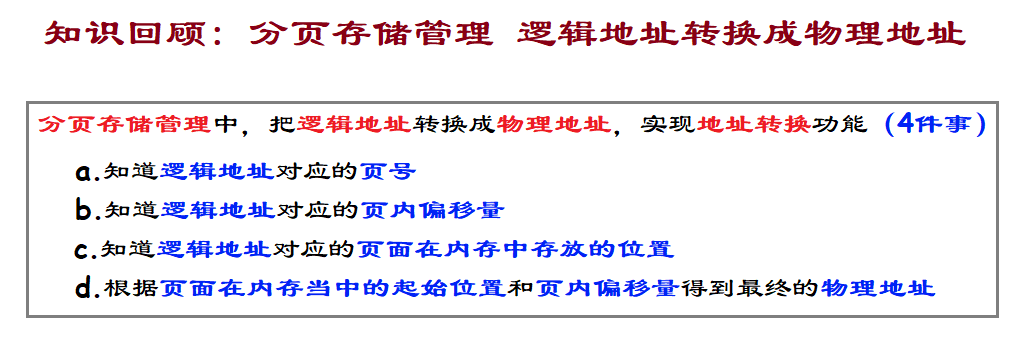 知识回顾：分页存储管理 逻辑地址转换成物理地址
分页存储管理中，把逻辑地址转换成物理地址，实现地址转换功能（4件事）
a.知道逻辑地址对应的页号
b.知道逻辑地址对应的页内偏移量
c.知道逻辑地址对应的页面在内存中存放的位置
d.根据页面在内存当中的起始位置和页内偏移量得到最终的物理地址